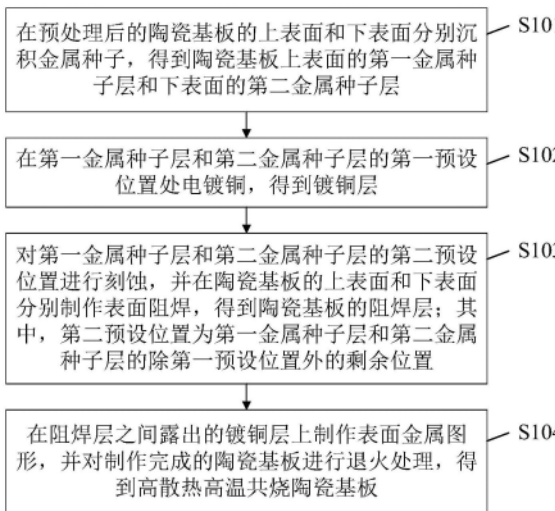 在预处理后的陶瓷基板的上表面和下表面分别沉
积金属种子，得到陶瓷基板上表面的第一金属种
子层和下表面的第二金属种子层
S101
在第一金属种子层和第二金属种子层的第一预设
位置处电镀铜，得到镀铜层
S102
对第一金属种子层和第二金属种子层的第二预设
位置进行刻蚀，并在陶瓷基板的上表面和下表面
分别制作表面阻焊，得到陶瓷基板的阻焊层；其
中，第二预设位置为第一金属种子层和第二金属
种子层的除第一预设位置外的剩余位置
S103
在阻焊层之间露出的镀铜层上制作表面金属图
形，并对制作完成的陶瓷基板进行退火处理，得
到高散热高温共烧陶瓷基板
S104